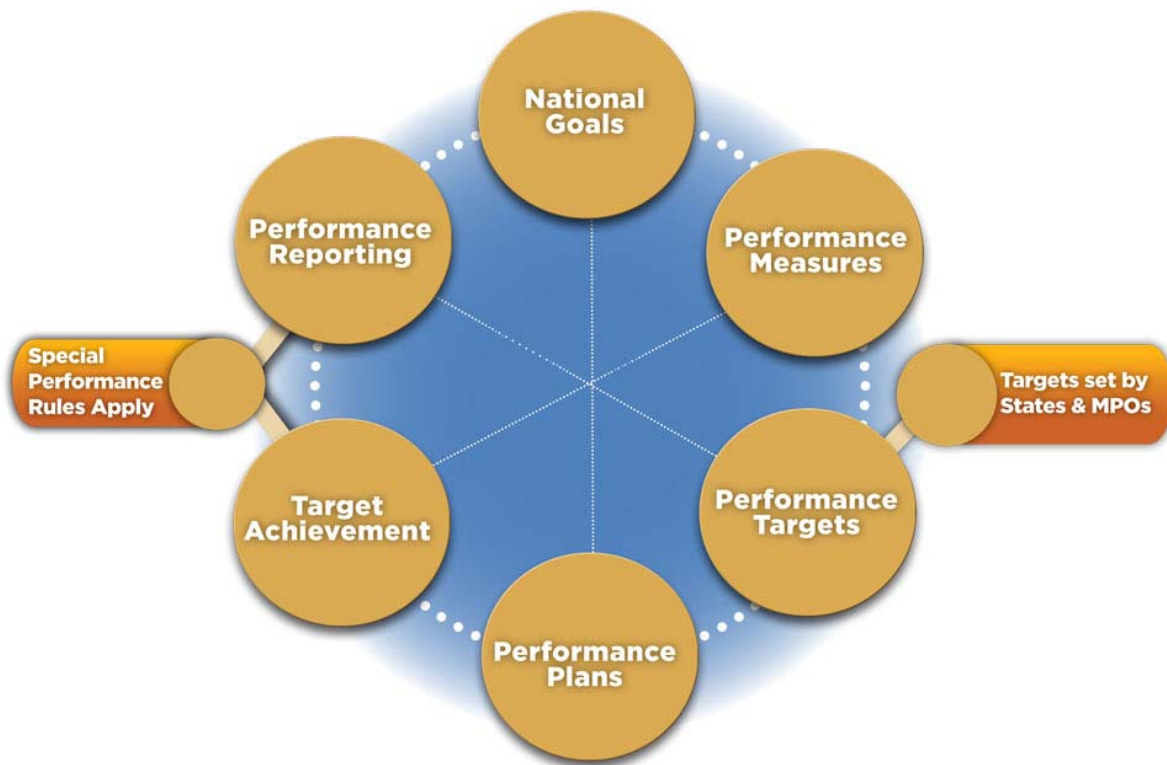 National
Goals
Performance
Measures
Targets set by
States & MPOs
Performance
Targets
Performance
Plans
Target
Achievement
Special
Performance
Rules Apply
Performance
Reporting